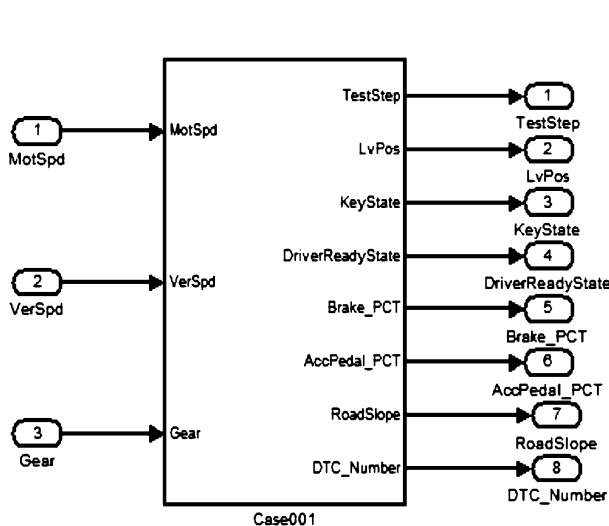 1
MotSpd
2
VerSpd
3
Gear
MotSpd
VerSpd
Gear
TestStep
LvPos
KeyState
DriverReadyState
Brake_PCT
AccPedal_PCT
RoadSlope
DTC_Number
Case001
1
TestStep
2
LvPos
3
KeyState
4
DriverReadyState
5
Brake_PCT
6
AccPedal_PCT
7
RoadSlope
8
DTC_Number